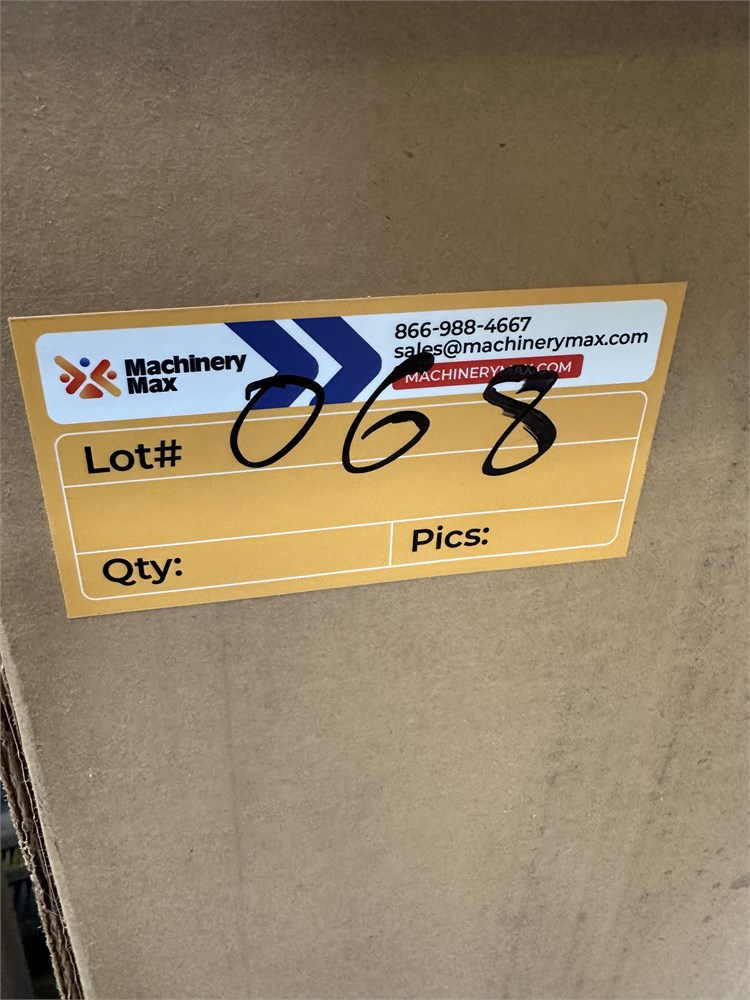 Machinery
Max
866-988-4667
sales@machinerymax.com
MACHINERYMAX.COM
Lot# 068
Qty:
Pics: